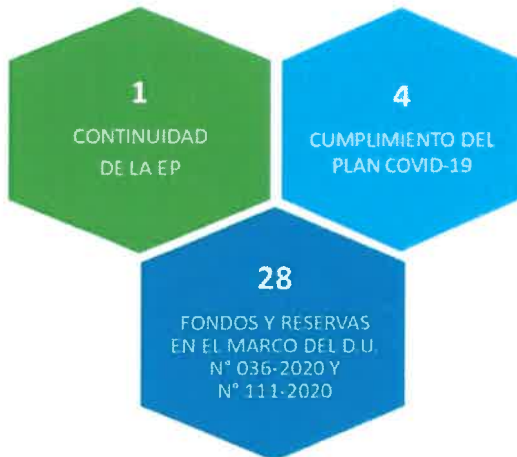 1
CONTINUIDAD
DE LA EP
4
CUMPLIMIENTO DEL
PLAN COVID-19
28
FONDOS Y RESERVAS
EN EL MARCO DEL D.U.
N° 036-2020 Y
N° 111-2020